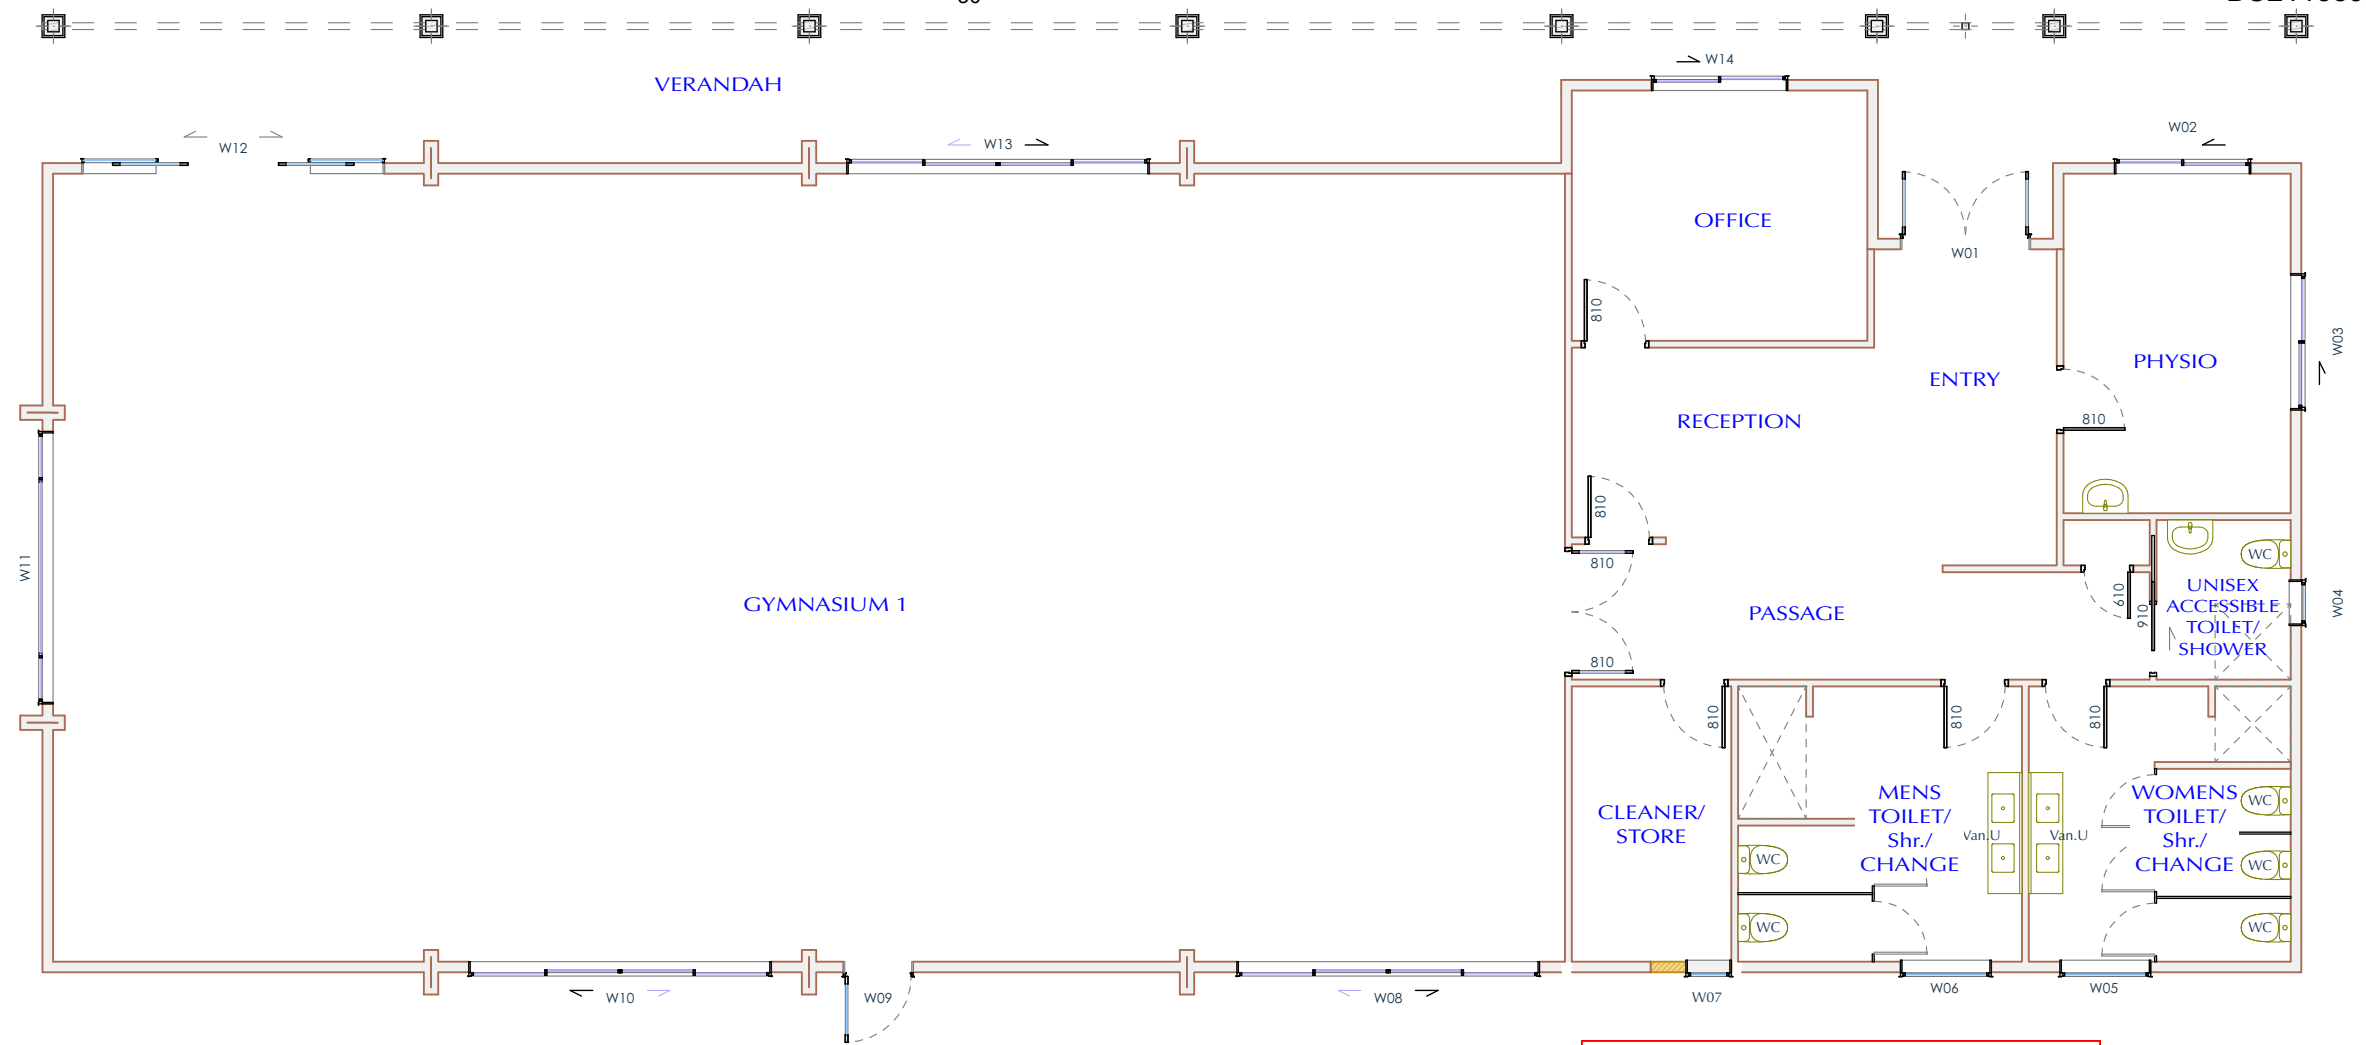 VERANDAH
W14
W12
W13
W02
OFFICE
W01
810
W03
PHYSIO
ENTRY
RECEPTION
810
810
W11
810
WC
UNISEX
ACCESSIBLE
TOILET/
SHOWER
W04
610
910
GYMNASIUM 1
PASSAGE
810
810
810
810
CLEANER/
STORE
MENS
TOILET/
Shr./
CHANGE
Van.U
Van.U
WOMENS
TOILET/
Shr./
CHANGE
WC
WC
WC
WC
WC
W10
W09
W08
W07
W06
W05